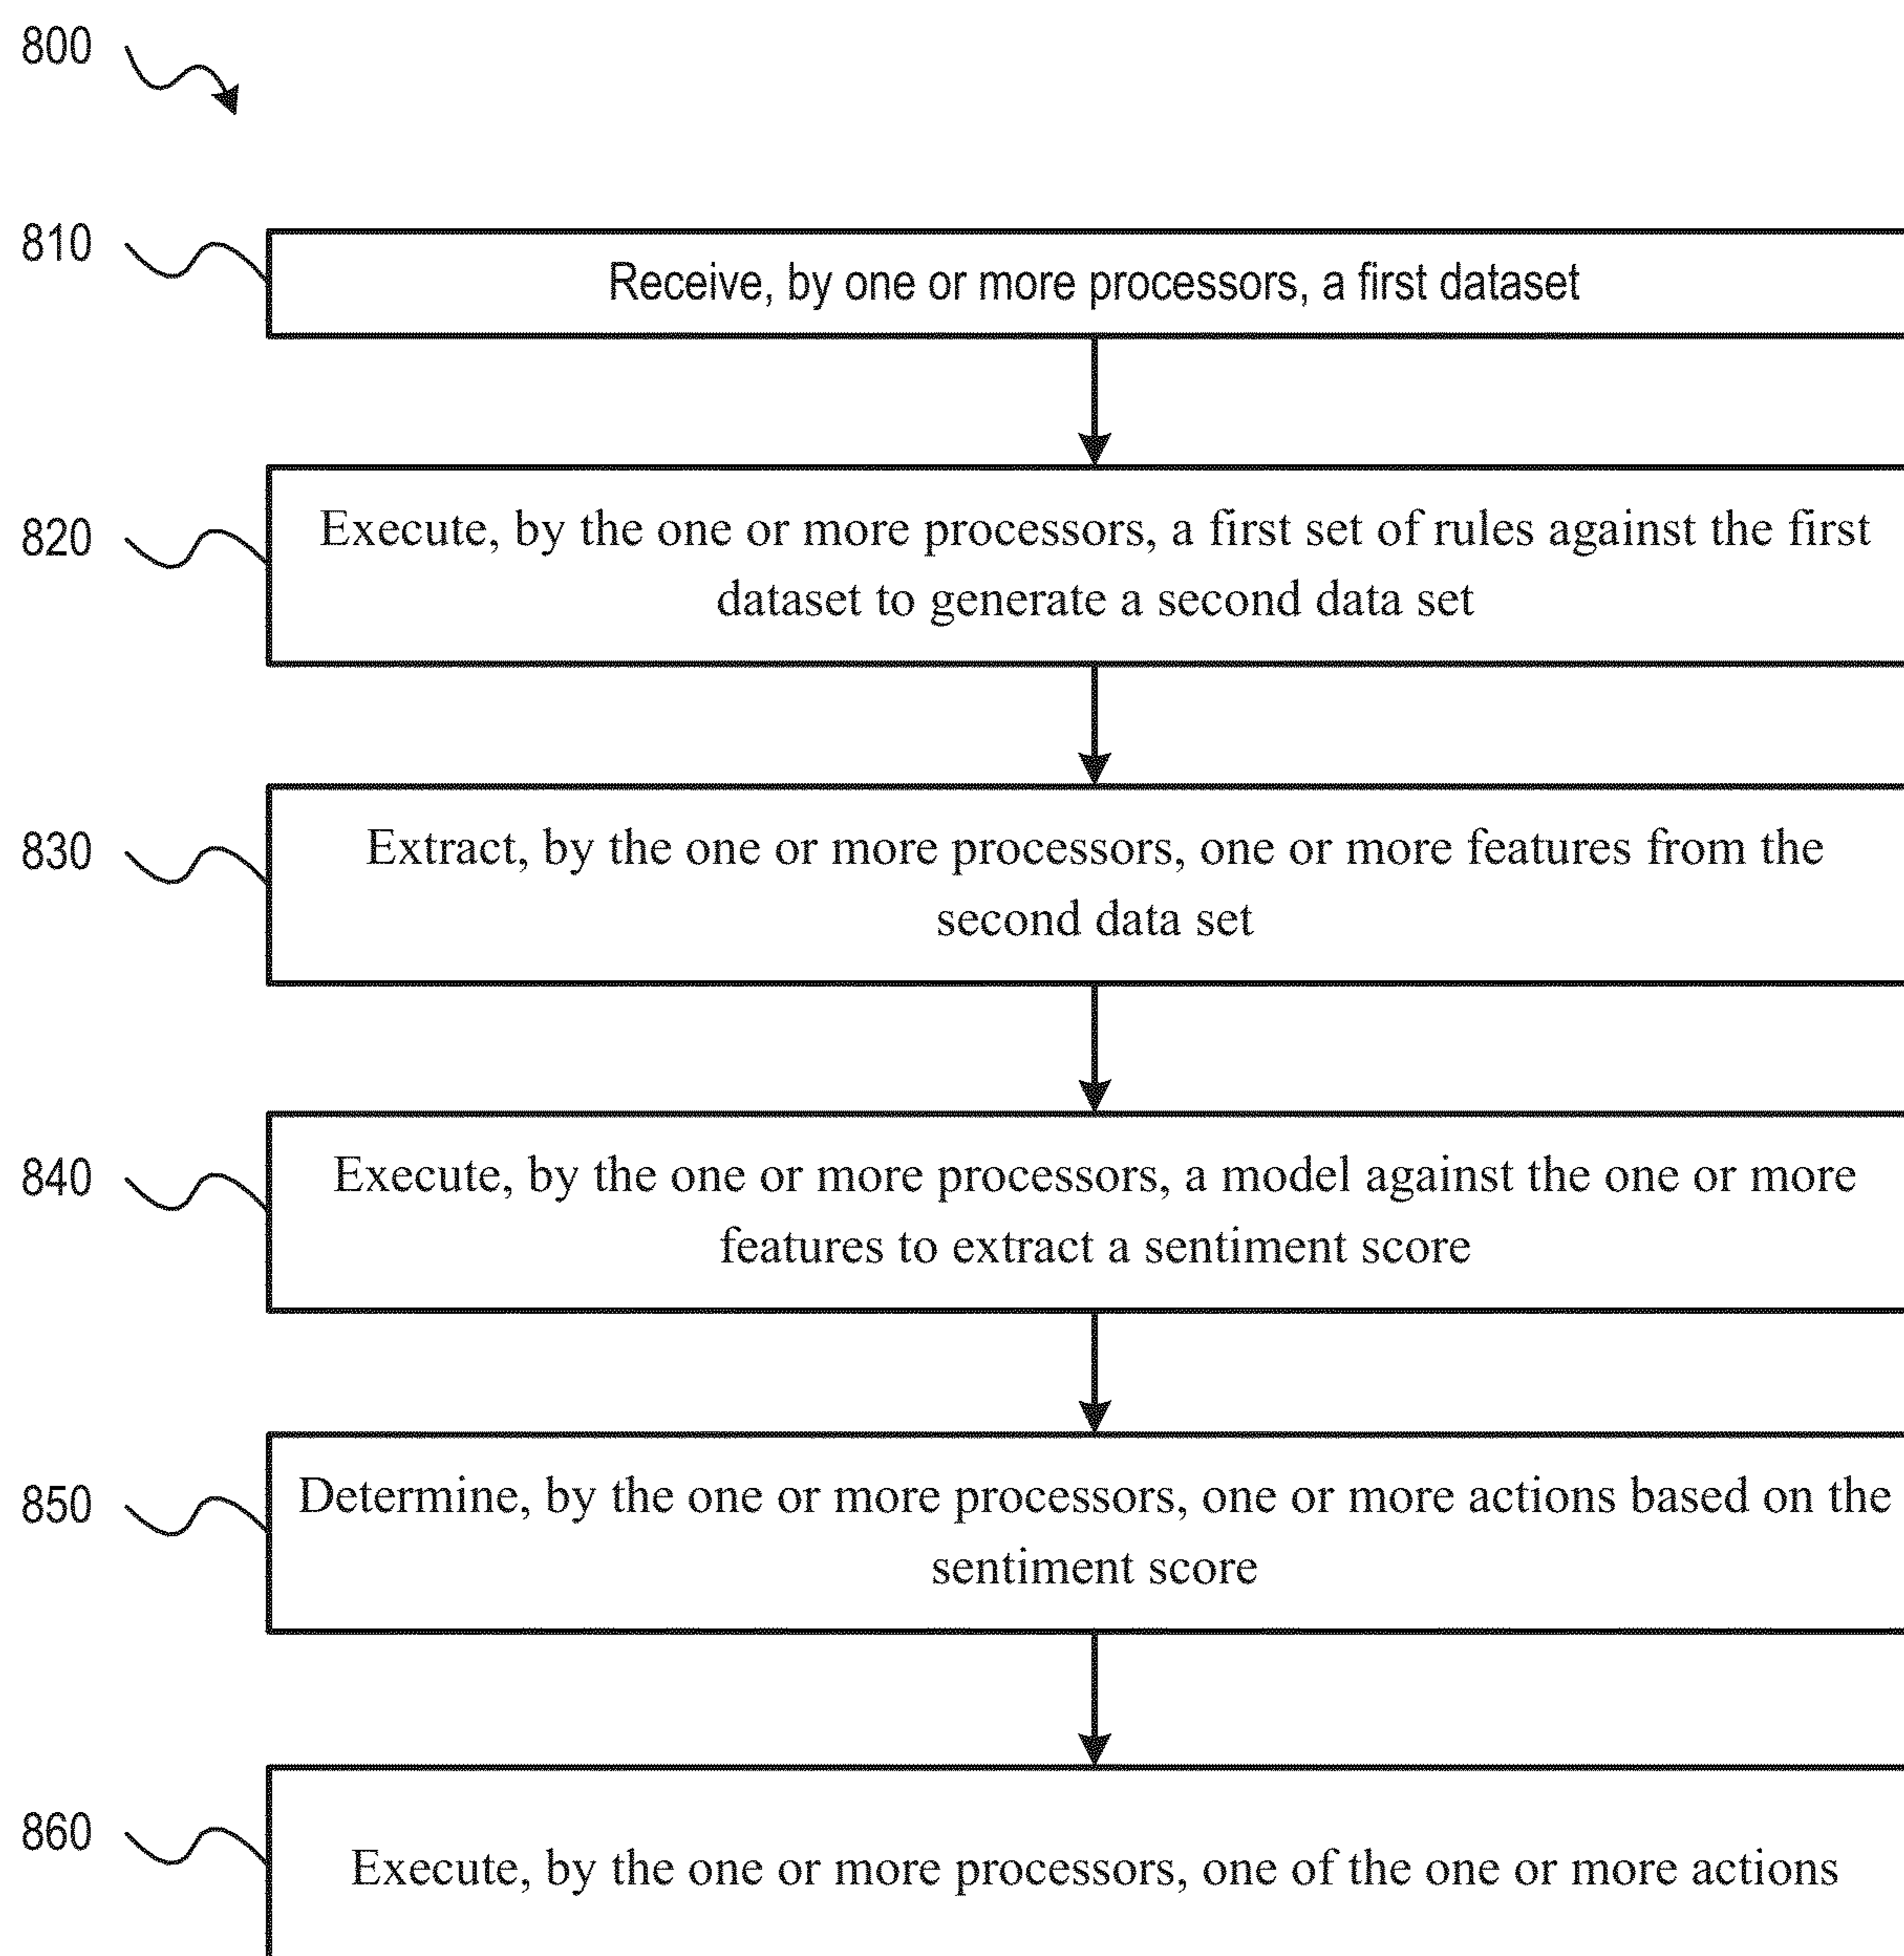 800
810
Receive, by one or more processors, a first dataset
820
Execute, by the one or more processors, a first set of rules against the first
dataset to generate a second data set
830
Extract, by the one or more processors, one or more features from the
second data set
840
Execute, by the one or more processors, a model against the one or more
features to extract a sentiment score
850
Determine, by the one or more processors, one or more actions based on the
sentiment score
860
Execute, by the one or more processors, one of the one or more actions